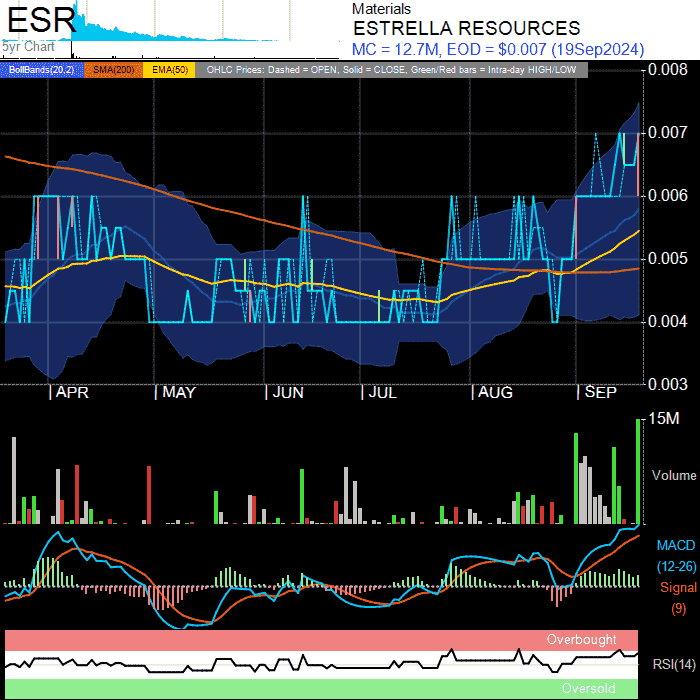 ESR
5yr Chart
Materials
ESTRELLA RESOURCES
MC = 12.7M, EOD = $0.007 (19Sep2024)
BollBands(20,2) SMA(200) EMA(50) OHLC Prices: Dashed = OPEN, Solid = CLOSE, Green/Red bars = Intra-day HIGH/LOW
0.008
0.007
0.006
0.005
0.004
0.003
APR MAY JUN JUL AUG SEP
15M
Volume
MACD
(12-26)
Signal
(9)
Overbought
RSI(14)
Oversold